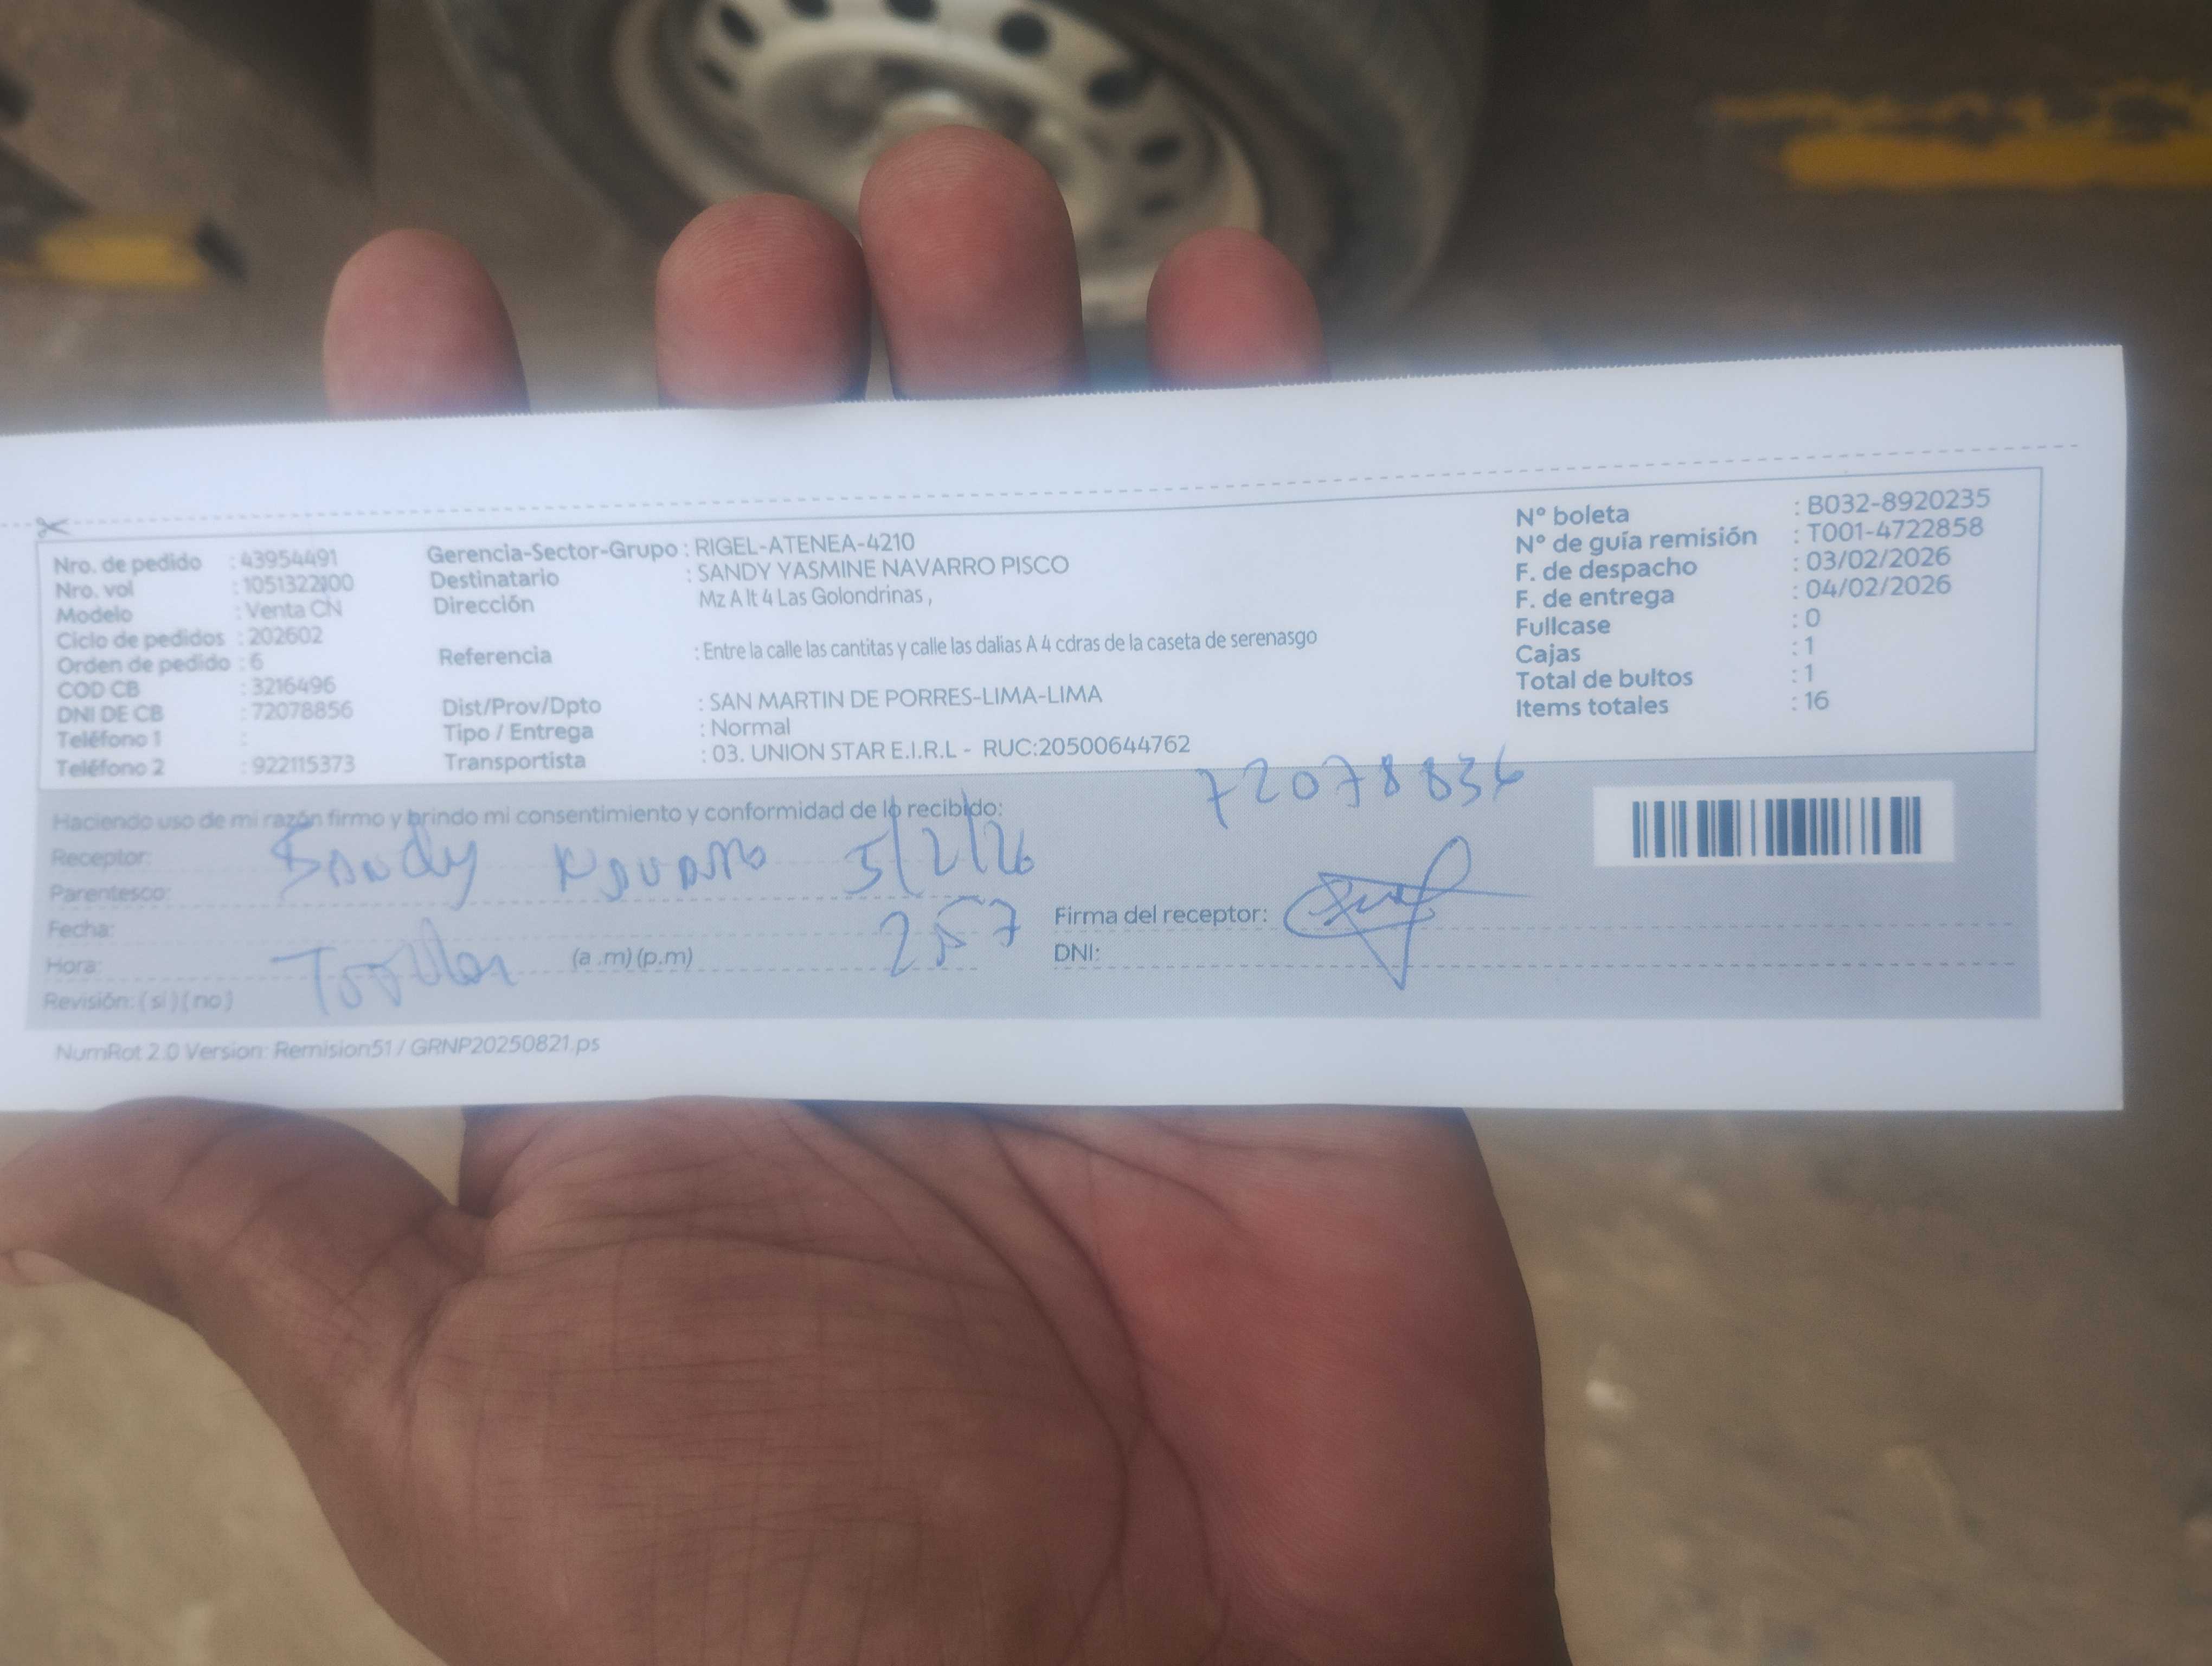 Nro. de pedido : 43954491
Nro. vol : 1051322100
Modelo : Venta CN
Ciclo de pedidos : 202602
Orden de pedido : 6
COD CB : 3216496
DNI DE CB : 72078856
Teléfono 1 :
Teléfono 2 : 922115373
Gerencia-Sector-Grupo : RIGEL-ATENEA-4210
Destinatario : SANDY YASMINE NAVARRO PISCO
Dirección Mz A lt 4 Las Golondrinas ,
Referencia : Entre la calle las cantitas y calle las dalias A 4 cdras de la caseta de serenasgo
Dist/Prov/Dpto : SAN MARTIN DE PORRES-LIMA-LIMA
Tipo / Entrega : Normal
Transportista : 03. UNION STAR E.I.R.L - RUC:20500644762
N° boleta : B032-8920235
N° de guía remisión : T001-4722858
F. de despacho : 03/02/2026
F. de entrega : 04/02/2026
Fullcase : 0
Cajas : 1
Total de bultos : 1
Items totales : 16
Haciendo uso de mi razón firmo y brindo mi consentimiento y conformidad de lo recibido:
72078836
Receptor: Sandy Navarro 5/2/26
Parentesco:
Fecha: 257
Hora: (a .m) (p.m)
Revisión: ( si ) ( no )
Firma del receptor:
DNI:
NumRot 2.0 Version: Remision51 / GRNP20250821.ps